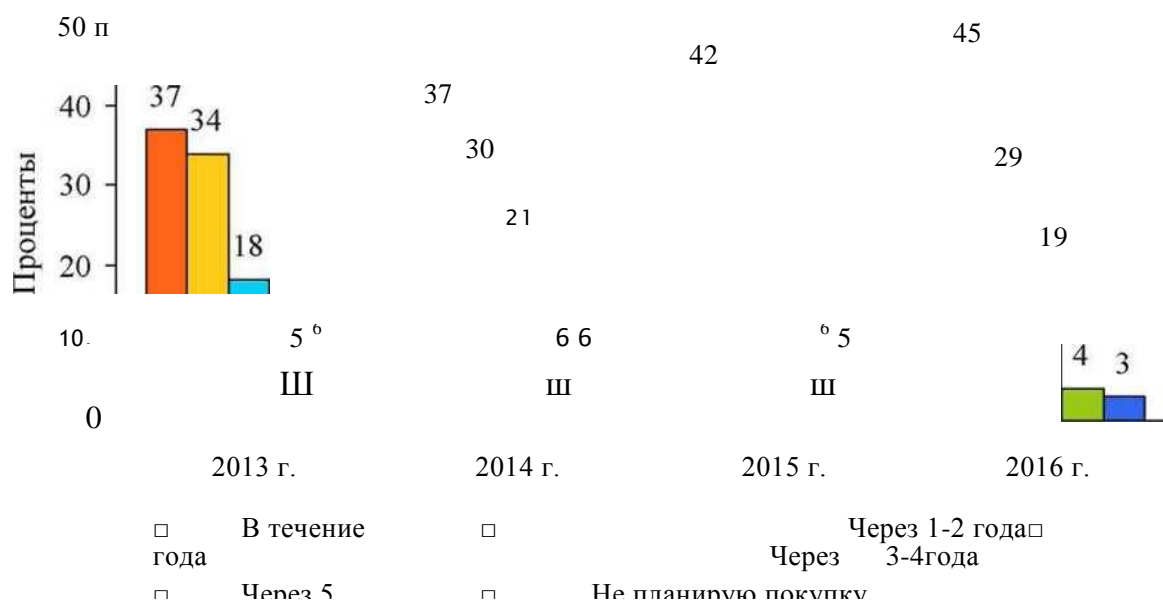 50 п
45
42
40
37
37
34
30
30
29
21
18
19
20
Проценты
10.
5 6
6 6
6 5
4 3
Ш
ш
ш
0
2013 г.
2014 г.
2015 г.
2016 г.
□ В течение года
□ Через 1-2 года□
Через 3-4года
□ Через 5
□ Не планирую покупку